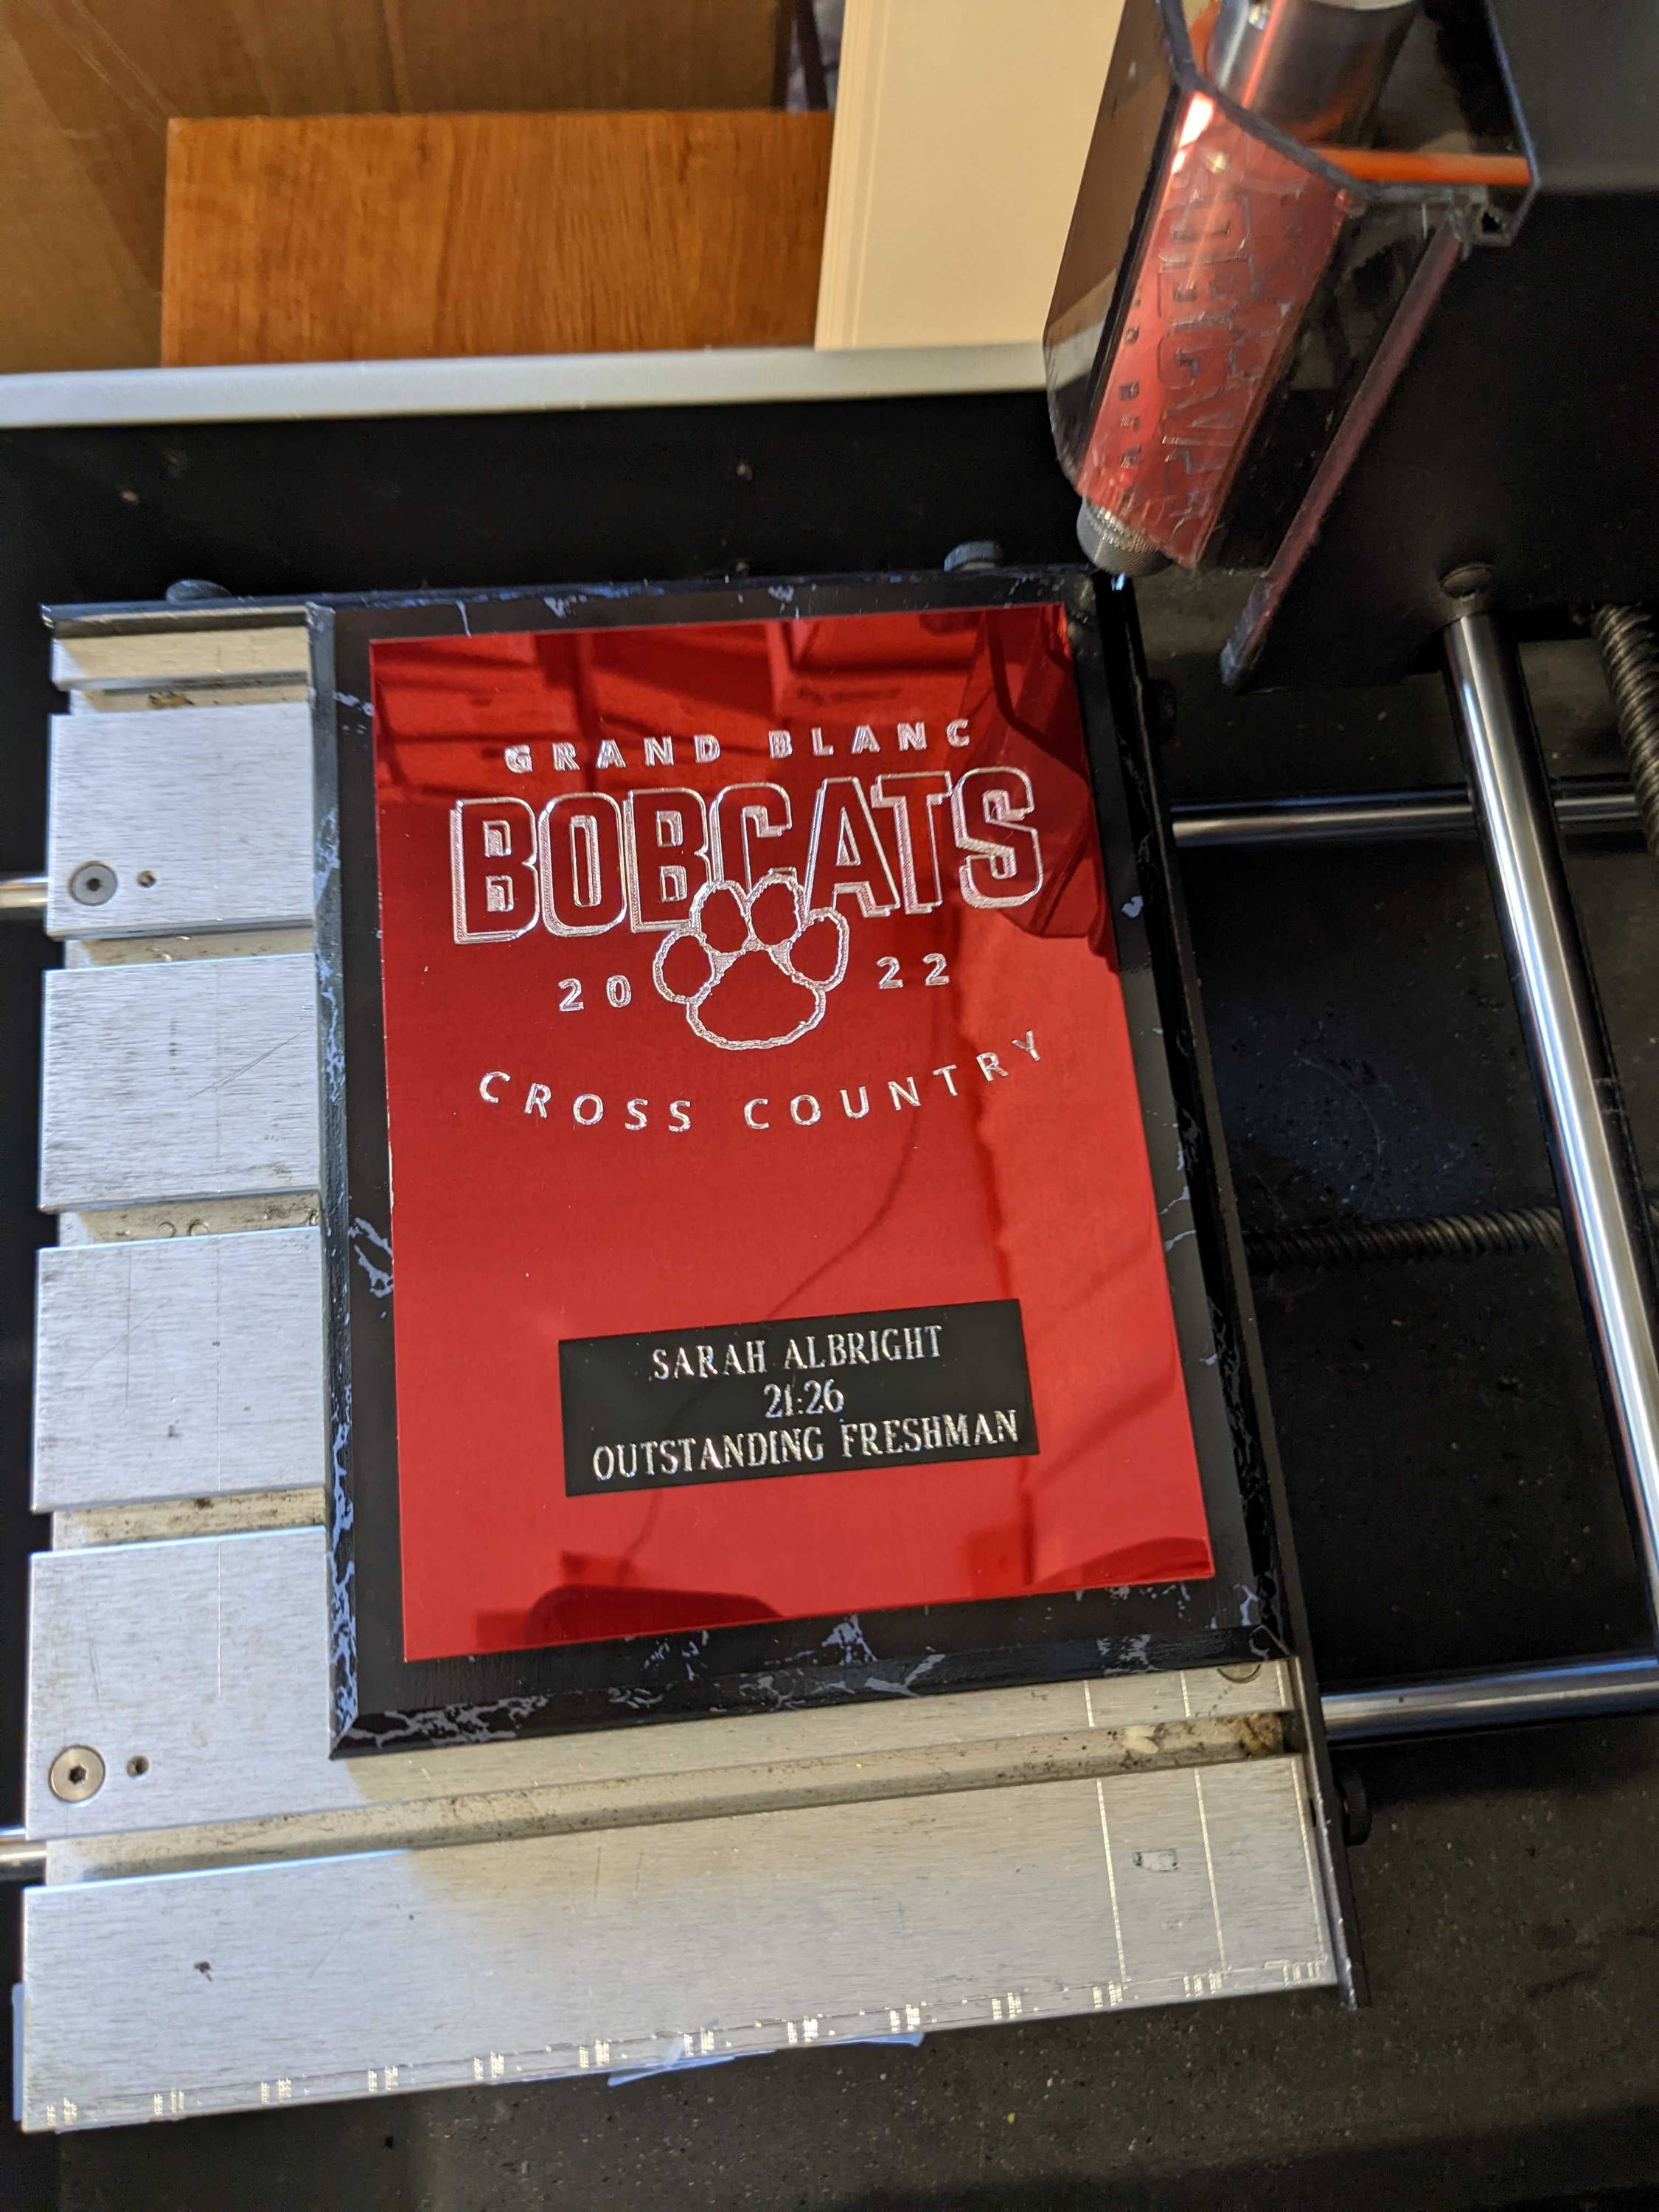 GRAND BLANC
BOBCATS
20 22
CROSS COUNTRY
SARAH ALBRIGHT
21:26
OUTSTANDING FRESHMAN